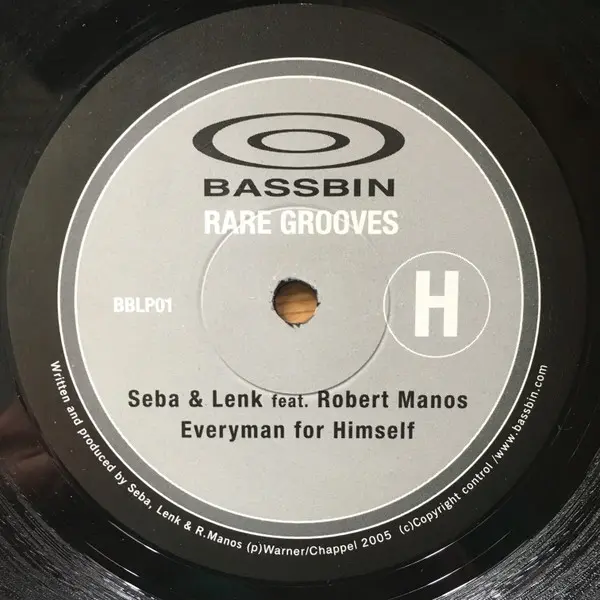 BASSBIN
RARE GROOVES
BBLP01
H
Seba & Lenk feat. Robert Manos
Everyman for Himself
Written and produced by Seba, Lenk & R.Manos (p)Warner/Chappel 2005 (c)Copyright control /www.bassbin.com